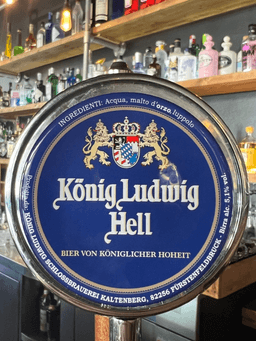 INGREDIENTI: Acqua, malto d'orzo, luppolo
König Ludwig
Hell
BIER VON KÖNIGLICHER HOHEIT
Prodotto da: KÖNIG LUDWIG SCHLOSSBRAUEREI KALTENBERG, 82256 FÜRSTENFELDBRUCK - Birra alc. 5,1% vol.